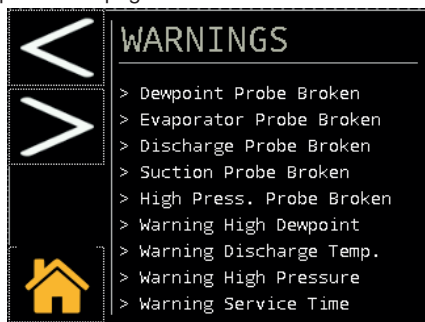 WARNINGS
> Dewpoint Probe Broken
> Evaporator Probe Broken
> Discharge Probe Broken
> Suction Probe Broken
> High Press. Probe Broken
> Warning High Dewpoint
> Warning Discharge Temp.
> Warning High Pressure
> Warning Service Time